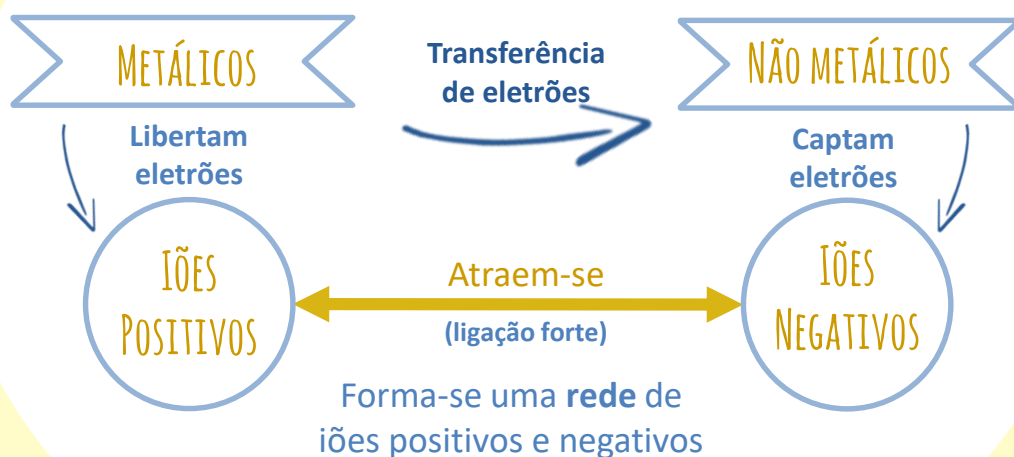 METÁLICOS
Transferência
de eletrões
NÃO METÁLICOS
Libertam
eletrões
Captam
eletrões
IÕES
POSITIVOS
Atraem-se
(ligação forte)
IÕES
NEGATIVOS
Forma-se uma rede de
iões positivos e negativos